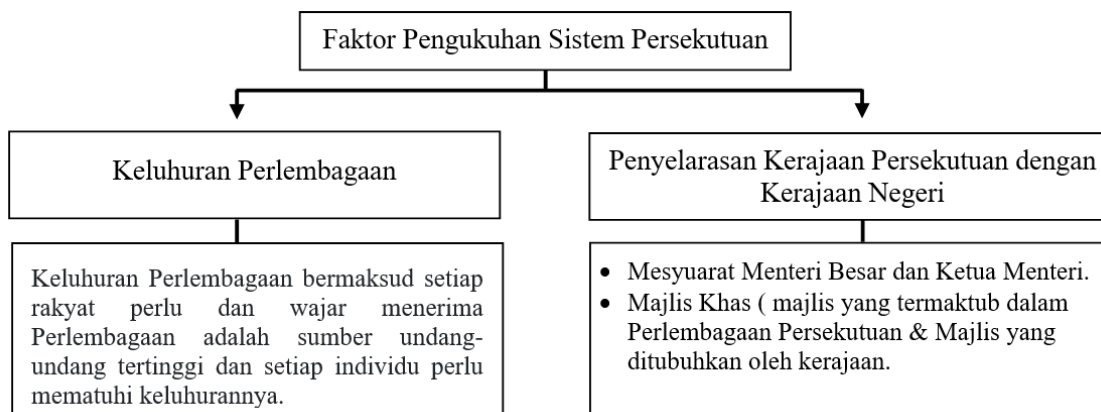 Faktor Pengukuhan Sistem Persekutuan
Keluhuran Perlembagaan
Penyelarasan Kerajaan Persekutuan dengan
Kerajaan Negeri
Keluhuran Perlembagaan bermaksud setiap
rakyat perlu dan wajar menerima
Perlembagaan adalah sumber undang-
undang tertinggi dan setiap individu perlu
mematuhi keluhurannya.
• Mesyuarat Menteri Besar dan Ketua Menteri.
• Majlis Khas ( majlis yang termaktub dalam
Perlembagaan Persekutuan & Majlis yang
ditubuhkan oleh kerajaan.